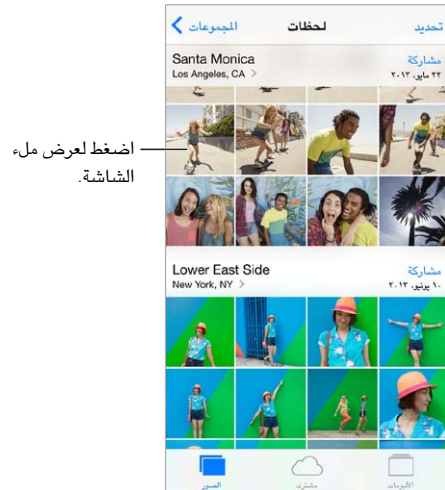 تحديد
لحظات
المجموعات
Santa Monica
مشاركة
Los Angeles, CA
٢٢ مايو، ٢٠١٣
اضغط لعرض ملء
الشاشة.
Lower East Side
مشاركة
New York, NY
١٠ يونيو، ٢٠١٣
الألبومات
مشترك
الصور